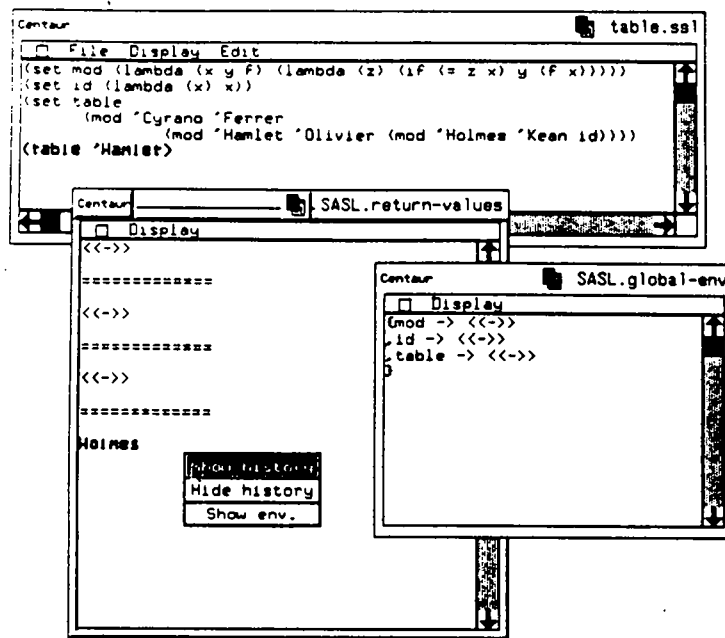 Centaur table.ssl
File Display Edit
(set mod (lambda (x y f) (lambda (z) (if (= z x) y (f x)))))
(set id (lambda (x) x))
(set table
(mod 'Cyrano 'Ferrer
(mod 'Hamlet 'Olivier (mod 'Holmes 'Kean id))))
(table 'Hamlet)
Centaur SASL.return-values
Display
<<->>
=============
<<->>
=============
<<->>
=============
Holmes
Show history
Hide history
Show env.
Centaur SASL.global-env
Display
{mod -> <<->>
,id -> <<->>
,table -> <<->>
}